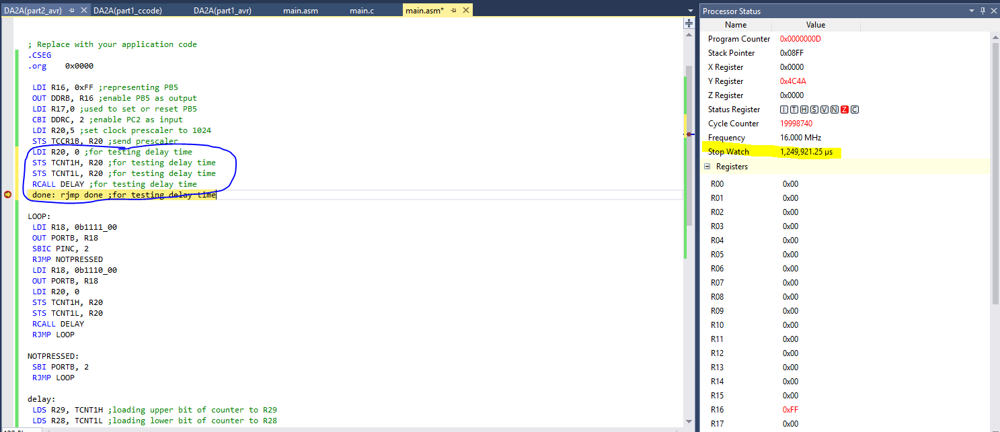 DA2A(part2_avr) DA2A(part1_ccode) DA2A(part1_avr) main.asm main.c main.asm*
; Replace with your application code
.CSEG
.org 0x0000
LDI R16, 0xFF ;representing PB5
OUT DDRB, R16 ;enable PB5 as output
LDI R17,0 ;used to set or reset PB5
CBI DDRC, 2 ;enable PC2 as input
LDI R20,5 ;set clock prescaler to 1024
STS TCCR1B, R20 ;send prescaler
LDI R20, 0 ;for testing delay time
STS TCNT1H, R20 ;for testing delay time
STS TCNT1L, R20 ;for testing delay time
RCALL DELAY ;for testing delay time
done: rjmp done ;for testing delay time
LOOP:
LDI R18, 0b1111_00
OUT PORTB, R18
SBIC PINC, 2
RJMP NOTPRESSED
LDI R18, 0b1110_00
OUT PORTB, R18
LDI R20, 0
STS TCNT1H, R20
STS TCNT1L, R20
RCALL DELAY
RJMP LOOP
NOTPRESSED:
SBI PORTB, 2
RJMP LOOP
delay:
LDS R29, TCNT1H ;loading upper bit of counter to R29
LDS R28, TCNT1L ;loading lower bit of counter to R28
Processor Status
Name Value
Program Counter 0x0000000D
Stack Pointer 0x08FF
X Register 0x0000
Y Register 0x4C4A
Z Register 0x0000
Status Register I T H S V N Z C
Cycle Counter 19998740
Frequency 16.000 MHz
Stop Watch 1,249,921.25 µs
Registers
R00 0x00
R01 0x00
R02 0x00
R03 0x00
R04 0x00
R05 0x00
R06 0x00
R07 0x00
R08 0x00
R09 0x00
R10 0x00
R11 0x00
R12 0x00
R13 0x00
R14 0x00
R15 0x00
R16 0xFF
R17 0x00